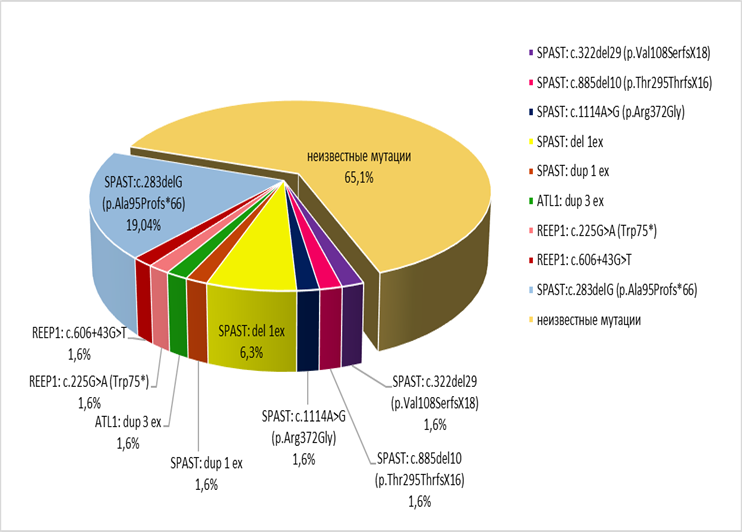 SPAST: c.322del29 (p.Val108SerfsX18)
SPAST: c.885del10 (p.Thr295ThrfsX16)
SPAST: c.1114A>G (p.Arg372Gly)
SPAST: del 1ex
SPAST: dup 1 ex
ATL1: dup 3 ex
REEP1: c.225G>A (Trp75*)
REEP1: c.606+43G>T
SPAST:c.283delG (p.Ala95Profs*66)
неизвестные мутации
неизвестные мутации
65,1%
SPAST:c.283delG
(p.Ala95Profs*66)
19,04%
REEP1: c.606+43G>T
1,6%
REEP1: c.225G>A (Trp75*)
1,6%
ATL1: dup 3 ex
1,6%
SPAST: dup 1 ex
1,6%
SPAST: del 1ex
6,3%
SPAST: c.1114A>G
(p.Arg372Gly)
1,6%
SPAST: c.885del10
(p.Thr295ThrfsX16)
1,6%
SPAST: c.322del29
(p.Val108SerfsX18)
1,6%